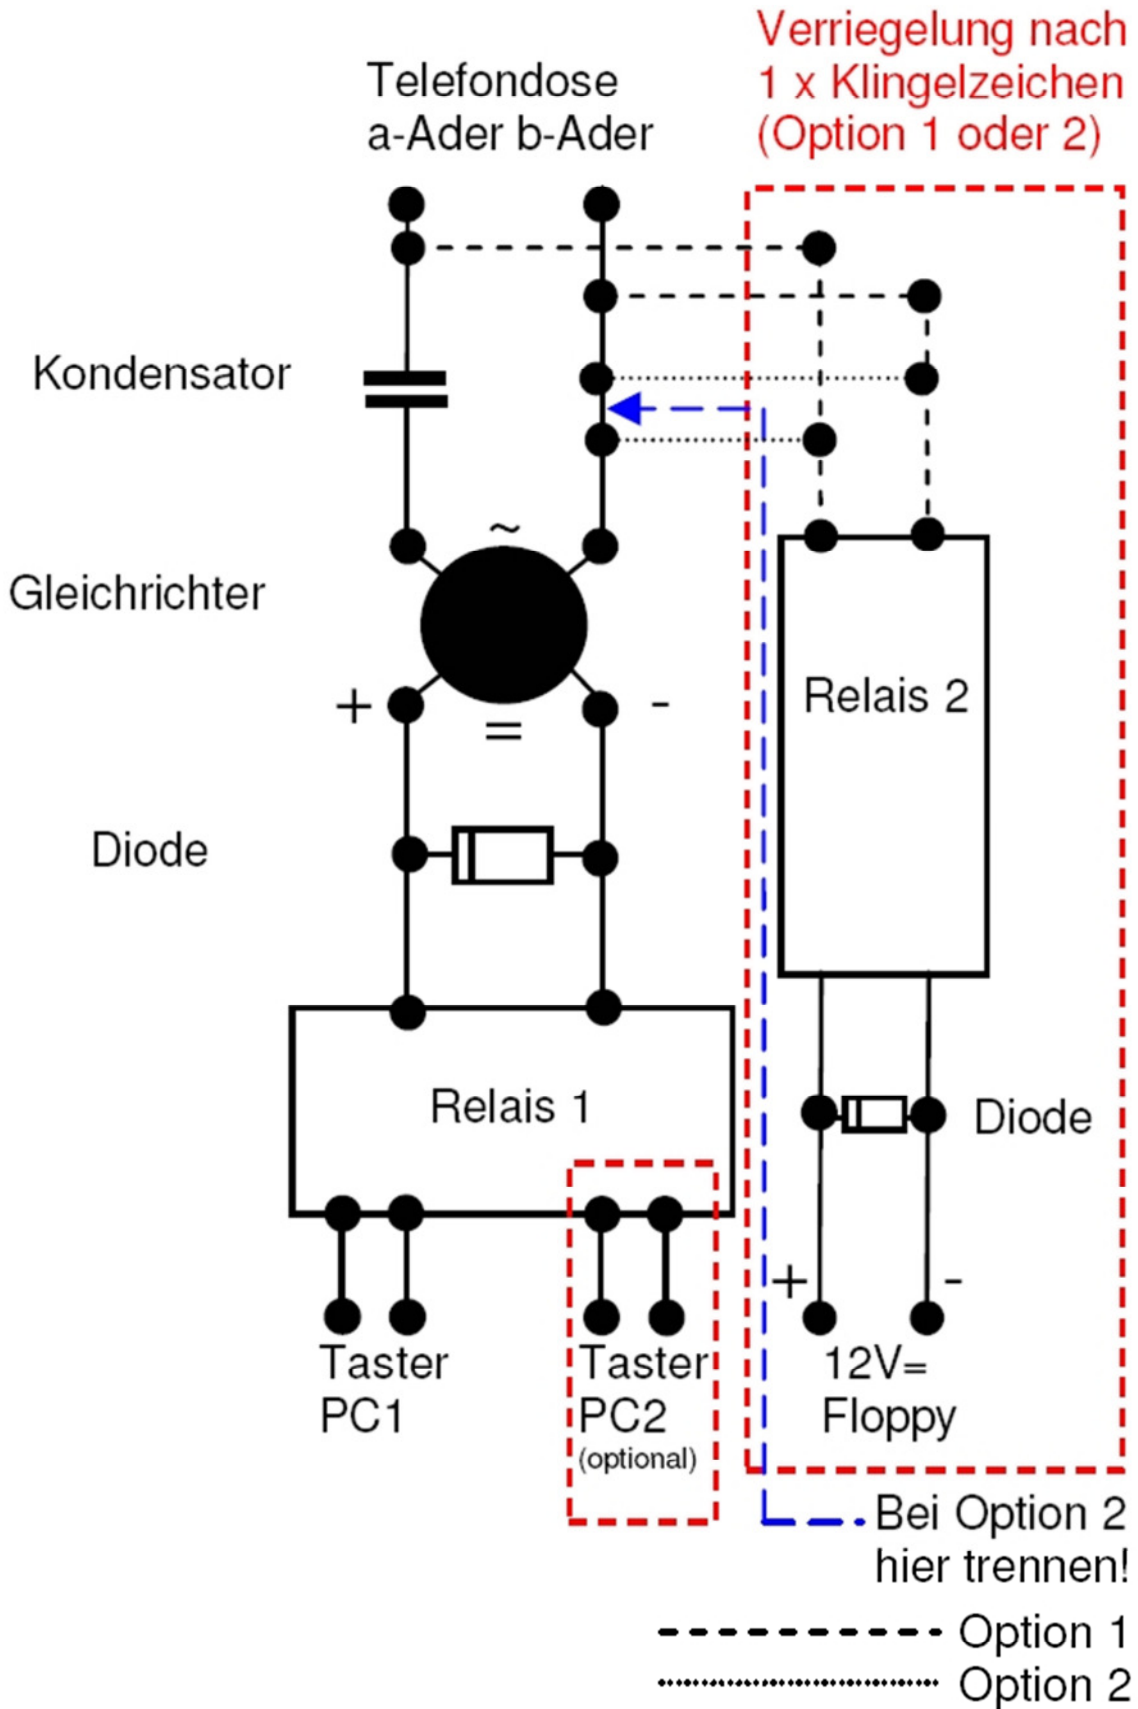 Verriegelung nach
1 x Klingelzeichen
(Option 1 oder 2)
Telefondose
a-Ader b-Ader
Kondensator
~
Gleichrichter
+ -
=
Relais 2
Diode
Relais 1
Diode
+ -
Taster
PC1
Taster
PC2
(optional)
12V=
Floppy
Bei Option 2
hier trennen!
Option 1
Option 2